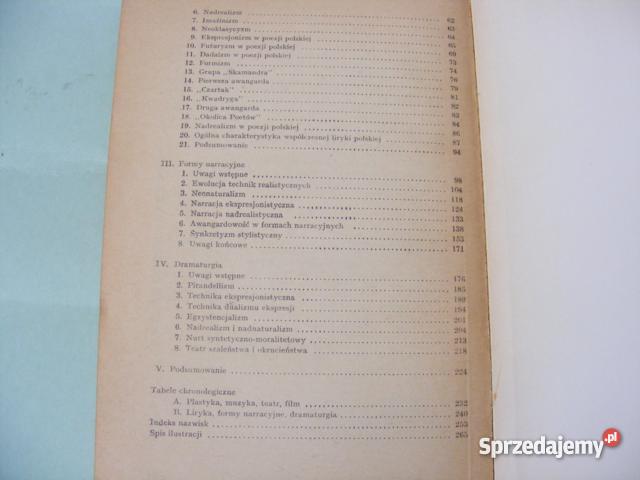 6. Nadrealizm 62
7. Imażinizm 63
8. Neoklasycyzm 63
9. Ekspresjonizm w poezji polskiej 64
10. Futuryzm w poezji polskiej 65
11. Dadaizm w poezji polskiej 69
12. Formizm 73
13. Grupa „Skamandra" 74
14. Pierwsza awangarda 76
15. „Czartak" 79
16. „Kwadryga" 81
17. Druga awangarda 82
18. „Okolica Poetów" 83
19. Nadrealizm w poezji polskiej 84
20. Ogólna charakterystyka współczesnej liryki polskiej 86
21. Podsumowanie 87
94
III. Formy narracyjne
1. Uwagi wstępne 98
2. Ewolucja technik realistycznych 104
3. Neonaturalizm 118
4. Narracja ekspresjonistyczna 124
5. Narracja nadrealistyczna 133
6. Awangardowość w formach narracyjnych 138
7. Synkretyzm stylistyczny 153
8. Uwagi końcowe 171
IV. Dramaturgia
1. Uwagi wstępne 176
2. Pirandellizm 185
3. Technika ekspresjonistyczna 189
4. Technika dualizmu ekspresji 194
5. Egzystencjalizm 201
6. Nadrealizm i nadnaturalizm 204
7. Nurt syntetyczno-moralitetowy 213
8. Teatr szaleństwa i okrucieństwa 218
V. Podsumowanie 224
Tabele chronologiczne
A. Plastyka, muzyka, teatr, film 232
B. Liryka, formy narracyjne, dramaturgia 240
Indeks nazwisk 253
Spis ilustracji 265
Sprzedajemy.pl